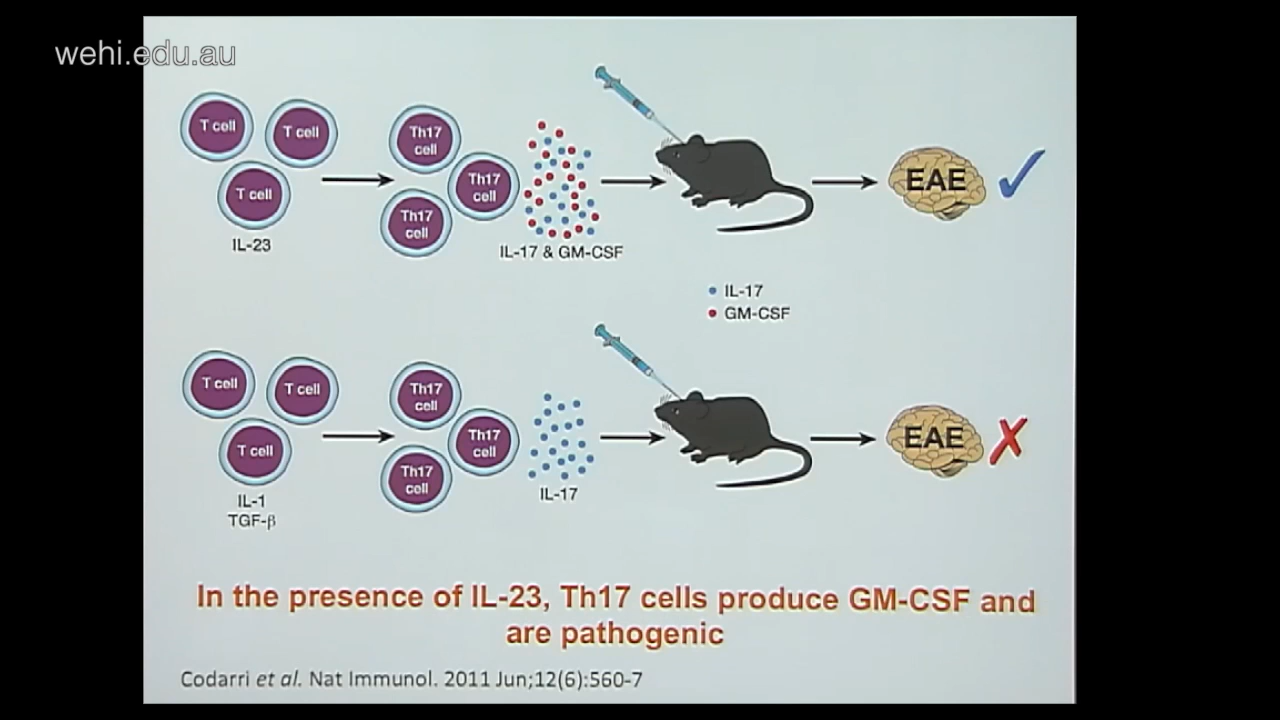 wehi.edu.au
T cell
T cell
T cell
IL-23
Th17
cell
Th17
cell
Th17
cell
IL-17 & GM-CSF
EAE
IL-17
GM-CSF
T cell
T cell
T cell
IL-1
TGF-β
Th17
cell
Th17
cell
Th17
cell
IL-17
EAE
In the presence of IL-23, Th17 cells produce GM-CSF and
are pathogenic
Codarri et al. Nat Immunol. 2011 Jun;12(6):560-7